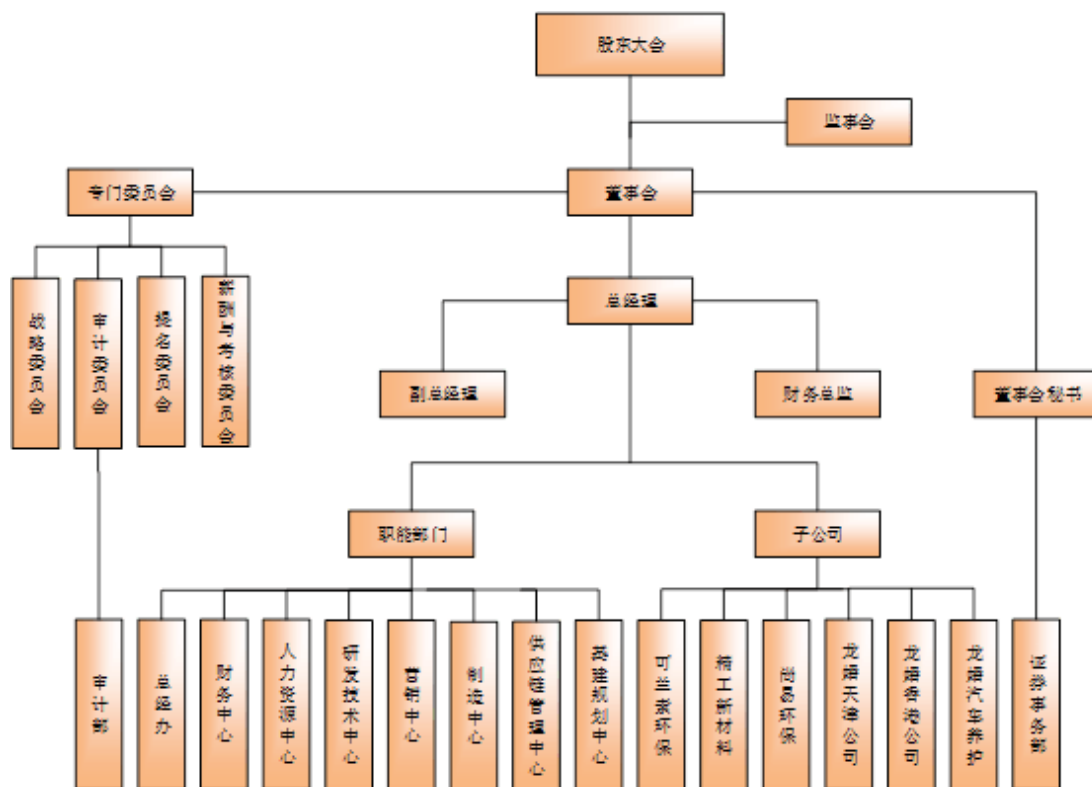 股东大会
监事会
专门委员会
董事会
总经理
战略委员会
审计委员会
提名委员会
薪酬与考核委员会
副总经理
财务总监
董事会秘书
职能部门
子公司
审计部
总经办
财务中心
人力资源中心
研发技术中心
营销中心
制造中心
供应链管理中心
基建规划中心
可兰素环保
精工新材料
尚易环保
龙蟠天津公司
龙蟠香港公司
龙蟠汽车养护
证券事务部